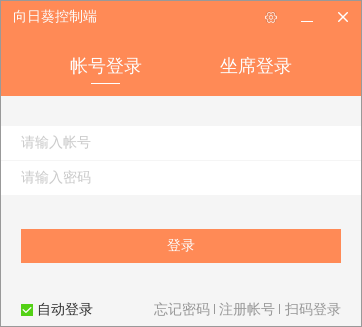 向日葵控制端
帐号登录 坐席登录
请输入帐号
请输入密码
登录
自动登录 忘记密码 | 注册帐号 | 扫码登录